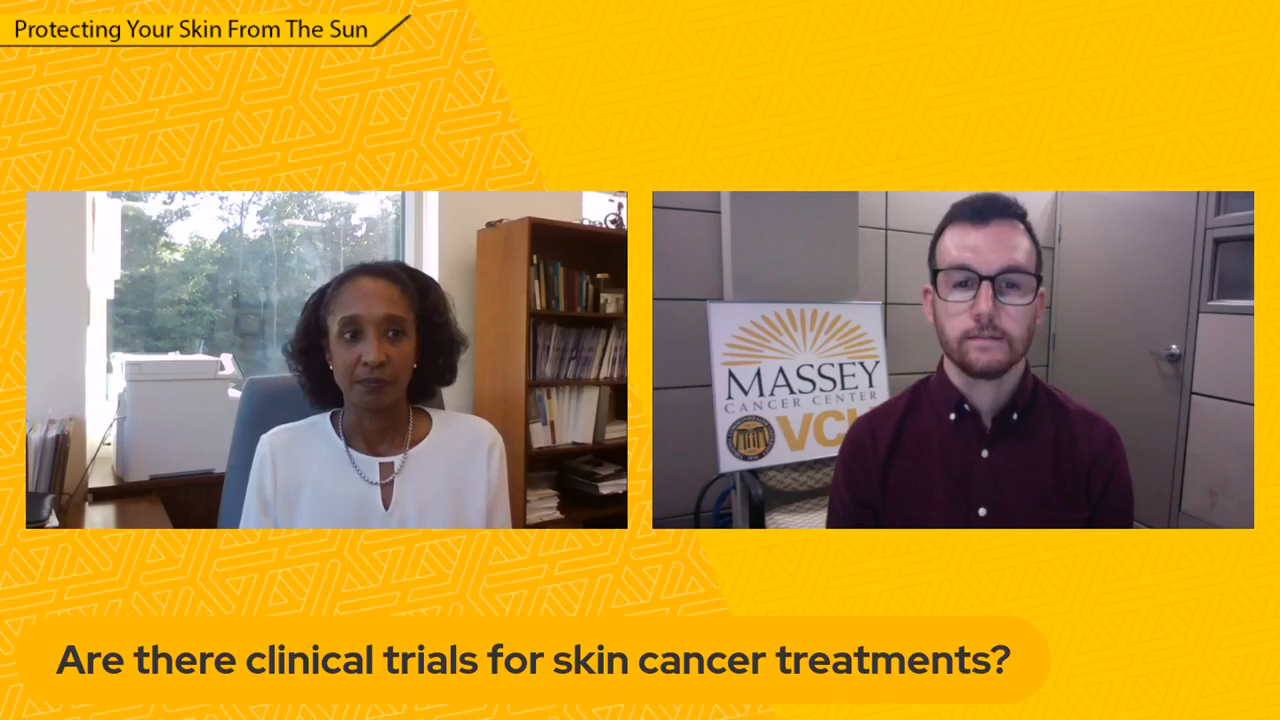 Protecting Your Skin From The Sun
MASSEY
CANCER CENTER
VCU
Are there clinical trials for skin cancer treatments?